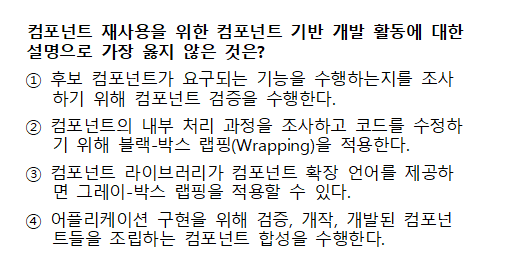 컴포넌트 재사용을 위한 컴포넌트 기반 개발 활동에 대한
설명으로 가장 옳지 않은 것은?
① 후보 컴포넌트가 요구되는 기능을 수행하는지를 조사
하기 위해 컴포넌트 검증을 수행한다.
② 컴포넌트의 내부 처리 과정을 조사하고 코드를 수정하
기 위해 블랙-박스 랩핑(Wrapping)을 적용한다.
③ 컴포넌트 라이브러리가 컴포넌트 확장 언어를 제공하
면 그레이-박스 랩핑을 적용할 수 있다.
④ 어플리케이션 구현을 위해 검증, 개작, 개발된 컴포넌
트들을 조립하는 컴포넌트 합성을 수행한다.